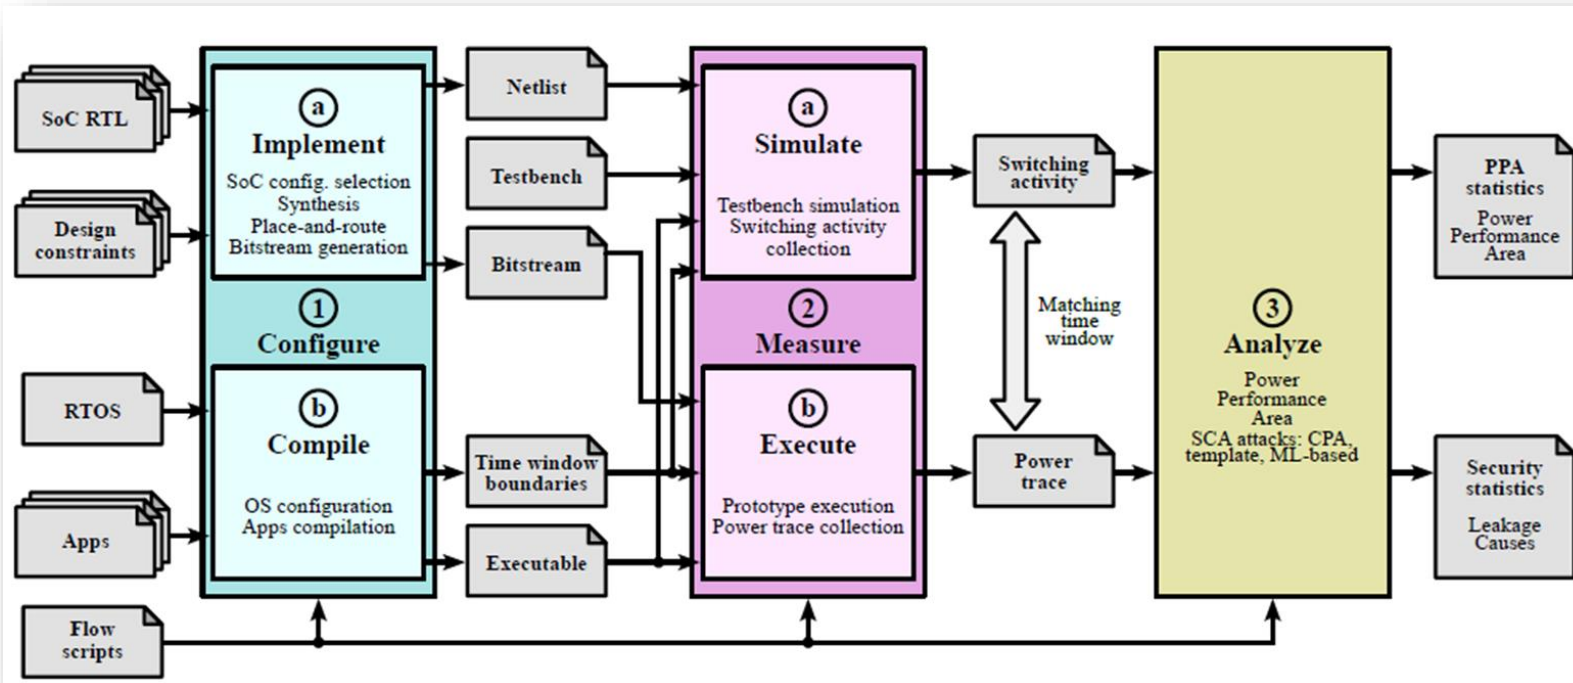 SoC RTL
Design
constraints
RTOS
Apps
Flow
scripts
a
Implement
SoC config. selection
Synthesis
Place-and-route
Bitstream generation
1
Configure
b
Compile
OS configuration
Apps compilation
Netlist
Testbench
Bitstream
Time window
boundaries
Executable
a
Simulate
Testbench simulation
Switching activity
collection
2
Measure
b
Execute
Prototype execution
Power trace collection
Switching
activity
Matching
time
window
Power
trace
3
Analyze
Power
Performance
Area
SCA attacks: CPA,
template, ML-based
PPA
statistics
Power
Performance
Area
Security
statistics
Leakage
Causes